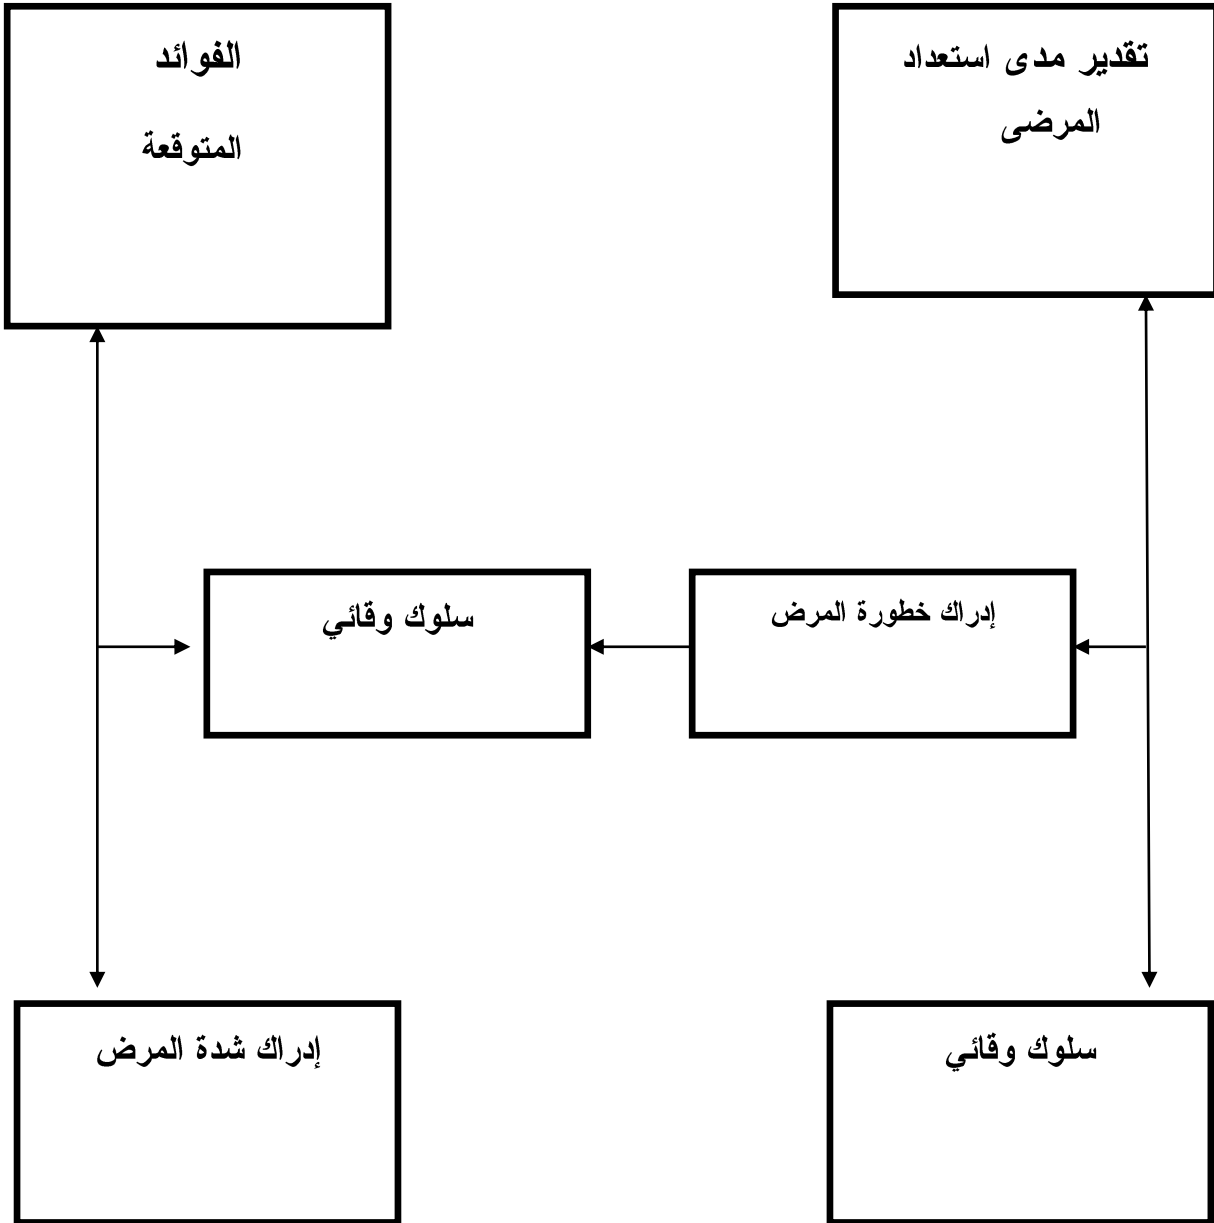 تقدير مدى استعداد
المرضى
الفوائد
المتوقعة
إدراك خطورة المرض
سلوك وقائي
سلوك وقائي
إدراك شدة المرض